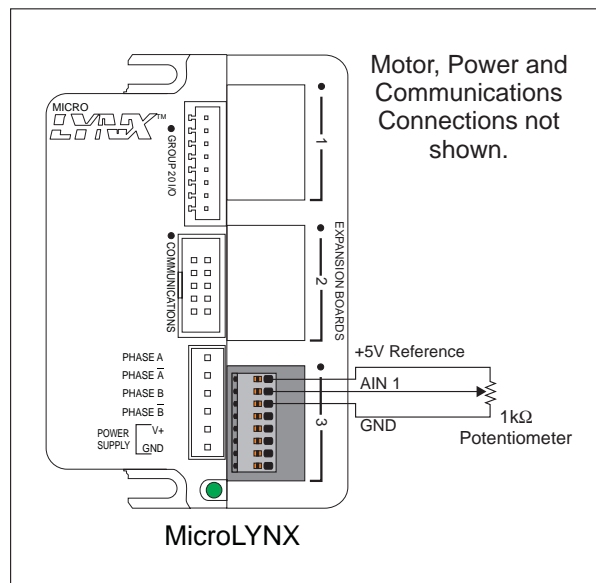 Motor, Power and
Communications
Connections not
shown.
MICRO
LYNX™
GROUP 20 I/O
1
EXPANSION BOARDS
COMMUNICATIONS
2
PHASE A
PHASE A̅
PHASE B
PHASE B̅
POWER
SUPPLY
V+
GND
3
+5V Reference
AIN 1
GND
1kΩ
Potentiometer
MicroLYNX